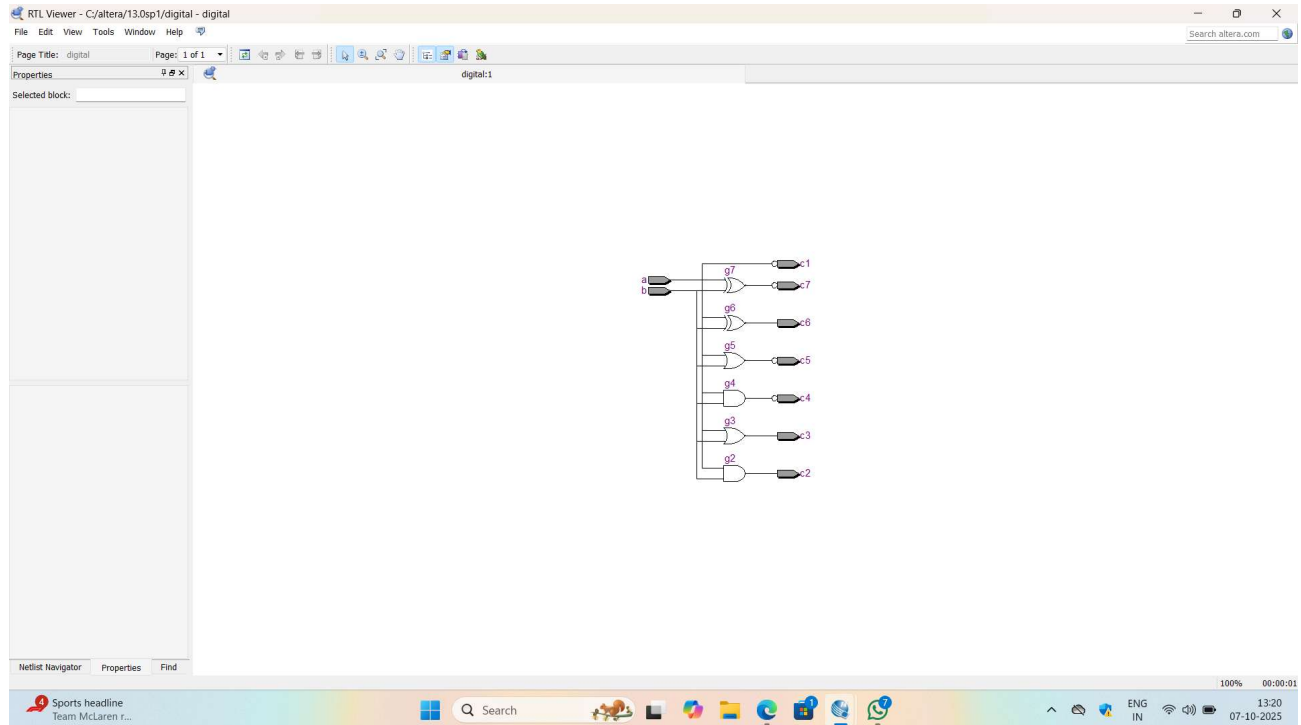 RTL Viewer - C:/altera/13.0sp1/digital - digital
File Edit View Tools Window Help
Search altera.com
Page Title: digital Page: 1 of 1
Properties
digital:1
Selected block:
c1
g7
a
c7
b
g6
c6
g5
c5
g4
c4
g3
c3
g2
c2
Netlist Navigator Properties Find
100% 00:00:01
4
Sports headline
Team McLaren r...
Search
1
7
ENG
IN
13:20
07-10-2025